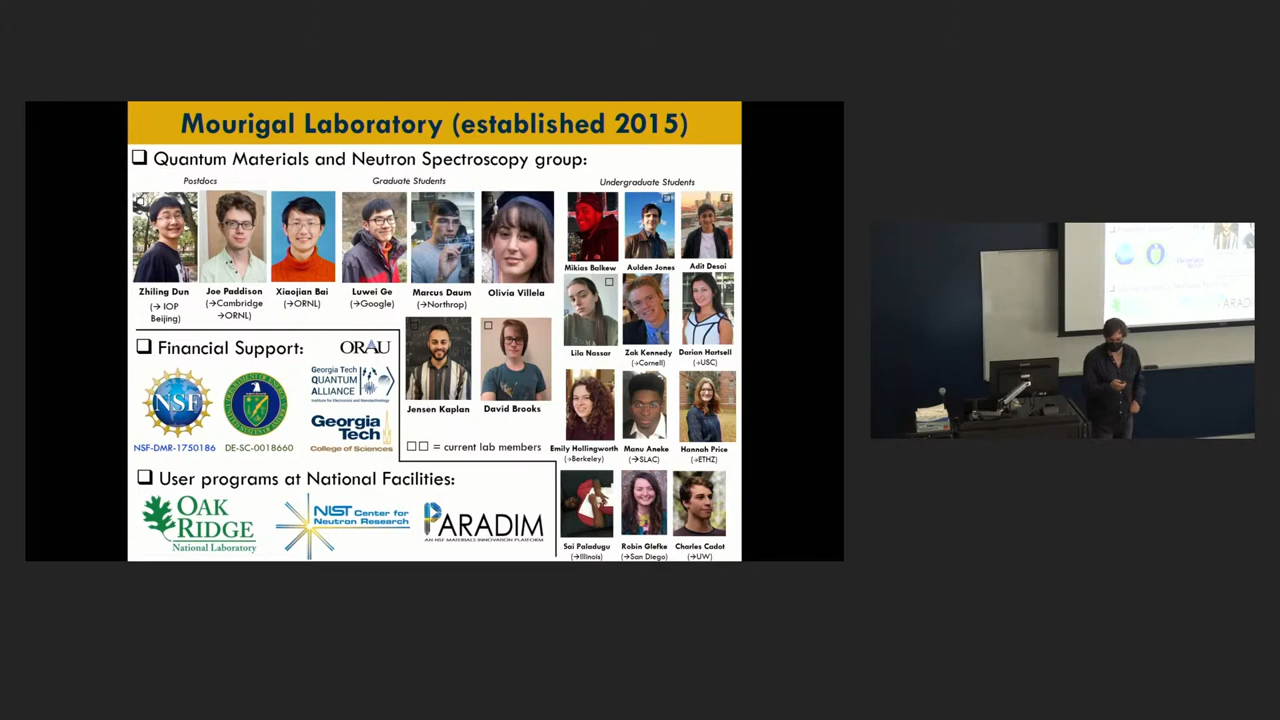 Mourigal Laboratory (established 2015)
❑ Quantum Materials and Neutron Spectroscopy group:
Postdocs
Graduate Students
Undergraduate Students
Zhiling Dun
(→ IOP
Beijing)
Joe Paddison
(→Cambridge
→ORNL)
Xiaojian Bai
(→ORNL)
Luwei Ge
(→Google)
Marcus Daum
(→Northrop)
Olivia Villela
Mikias Balkew
Aulden Jones
Adit Desai
Lila Nassar
Zak Kennedy
(→Cornell)
Darian Hartsell
(→USC)
Jensen Kaplan
David Brooks
Emily Hollingworth
(→Berkeley)
Manu Aneke
(→SLAC)
Hannah Price
(→ETHZ)
☐☐ = current lab members
Sai Paladugu
(→Illinois)
Robin Glefke
(→San Diego)
Charles Cadot
(→UW)
❑ Financial Support:
ORAU
NSF
Georgia Tech
QUANTUM
ALLIANCE
Institute for Electronics and Nanotechnology
Georgia
Tech
College of Sciences
NSF-DMR-1750186
DE-SC-0018660
❑ User programs at National Facilities:
OAK
RIDGE
National Laboratory
NIST Center for
Neutron Research
PARADIM
AN NSF MATERIALS INNOVATION PLATFORM
PARADI